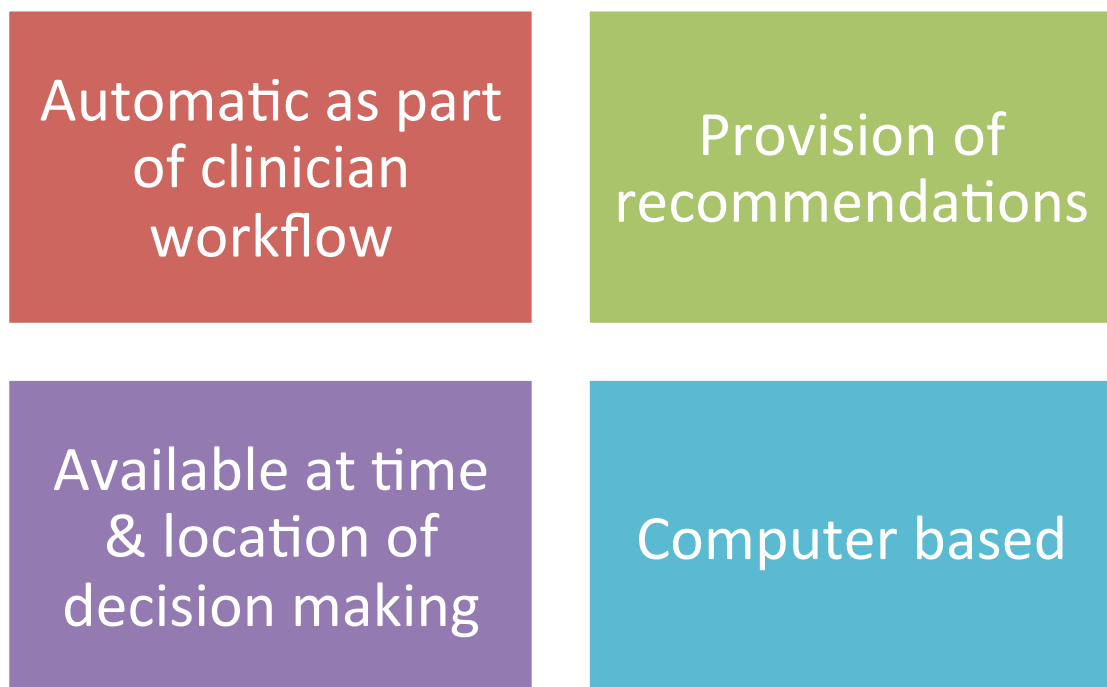 Automatic as part
of clinician
workflow
Provision of
recommendations
Available at time
& location of
decision making
Computer based